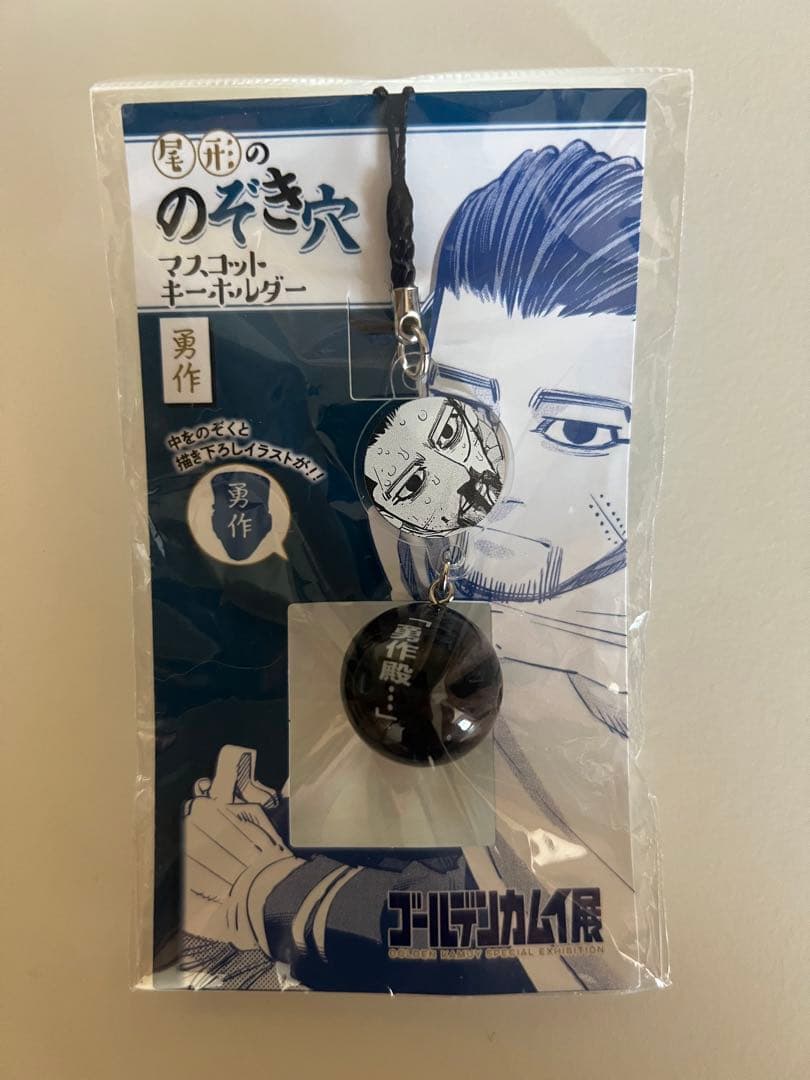 尾形の
のぞき穴
マスコット
キーホルダー
勇作
中をのぞくと
描き下ろしイラストが!!
勇作
「勇作殿…」
ゴールデンカムイ展
GOLDEN KAMUY SPECIAL EXHIBITION